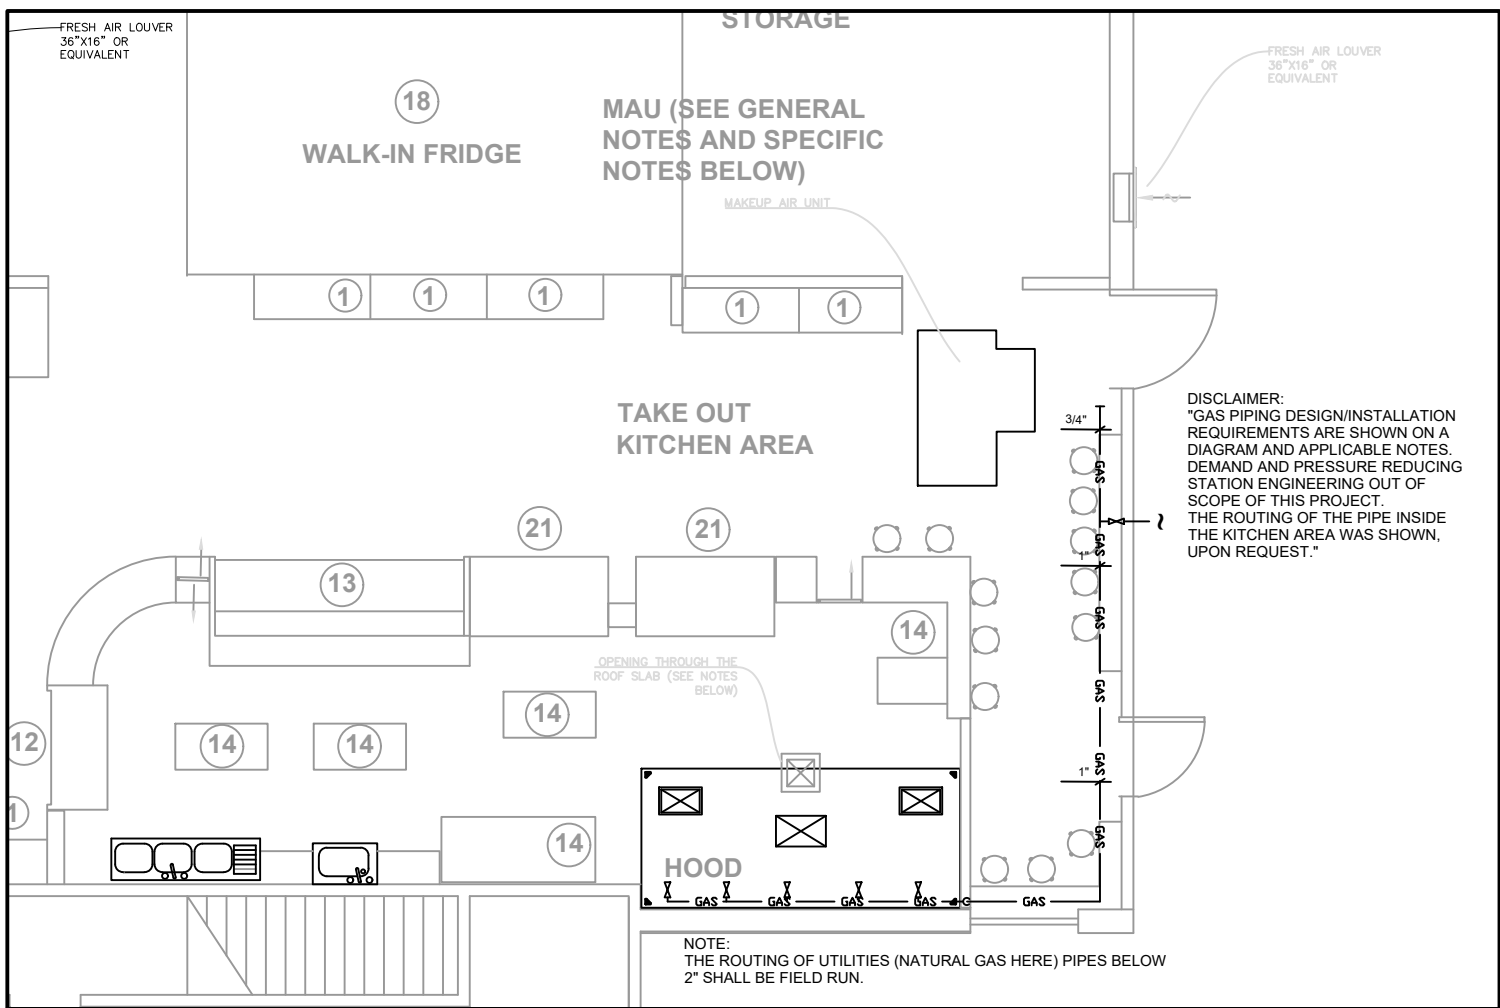 FRESH AIR LOUVER
36"X16" OR
EQUIVALENT
STORAGE
FRESH AIR LOUVER
36"X16" OR
EQUIVALENT
18
WALK-IN FRIDGE
MAU (SEE GENERAL
NOTES AND SPECIFIC
NOTES BELOW)
MAKEUP AIR UNIT
1
1
1
1
1
TAKE OUT
KITCHEN AREA
3/4"
GAS
GAS
1"
GAS
GAS
GAS
1"
GAS
DISCLAIMER:
"GAS PIPING DESIGN/INSTALLATION
REQUIREMENTS ARE SHOWN ON A
DIAGRAM AND APPLICABLE NOTES.
DEMAND AND PRESSURE REDUCING
STATION ENGINEERING OUT OF
SCOPE OF THIS PROJECT.
THE ROUTING OF THE PIPE INSIDE
THE KITCHEN AREA WAS SHOWN,
UPON REQUEST."
21
21
13
14
OPENING THROUGH THE
ROOF SLAB (SEE NOTES
BELOW)
14
12
14
14
1
14
HOOD
GAS
GAS
GAS
GAS
GAS
NOTE:
THE ROUTING OF UTILITIES (NATURAL GAS HERE) PIPES BELOW
2" SHALL BE FIELD RUN.